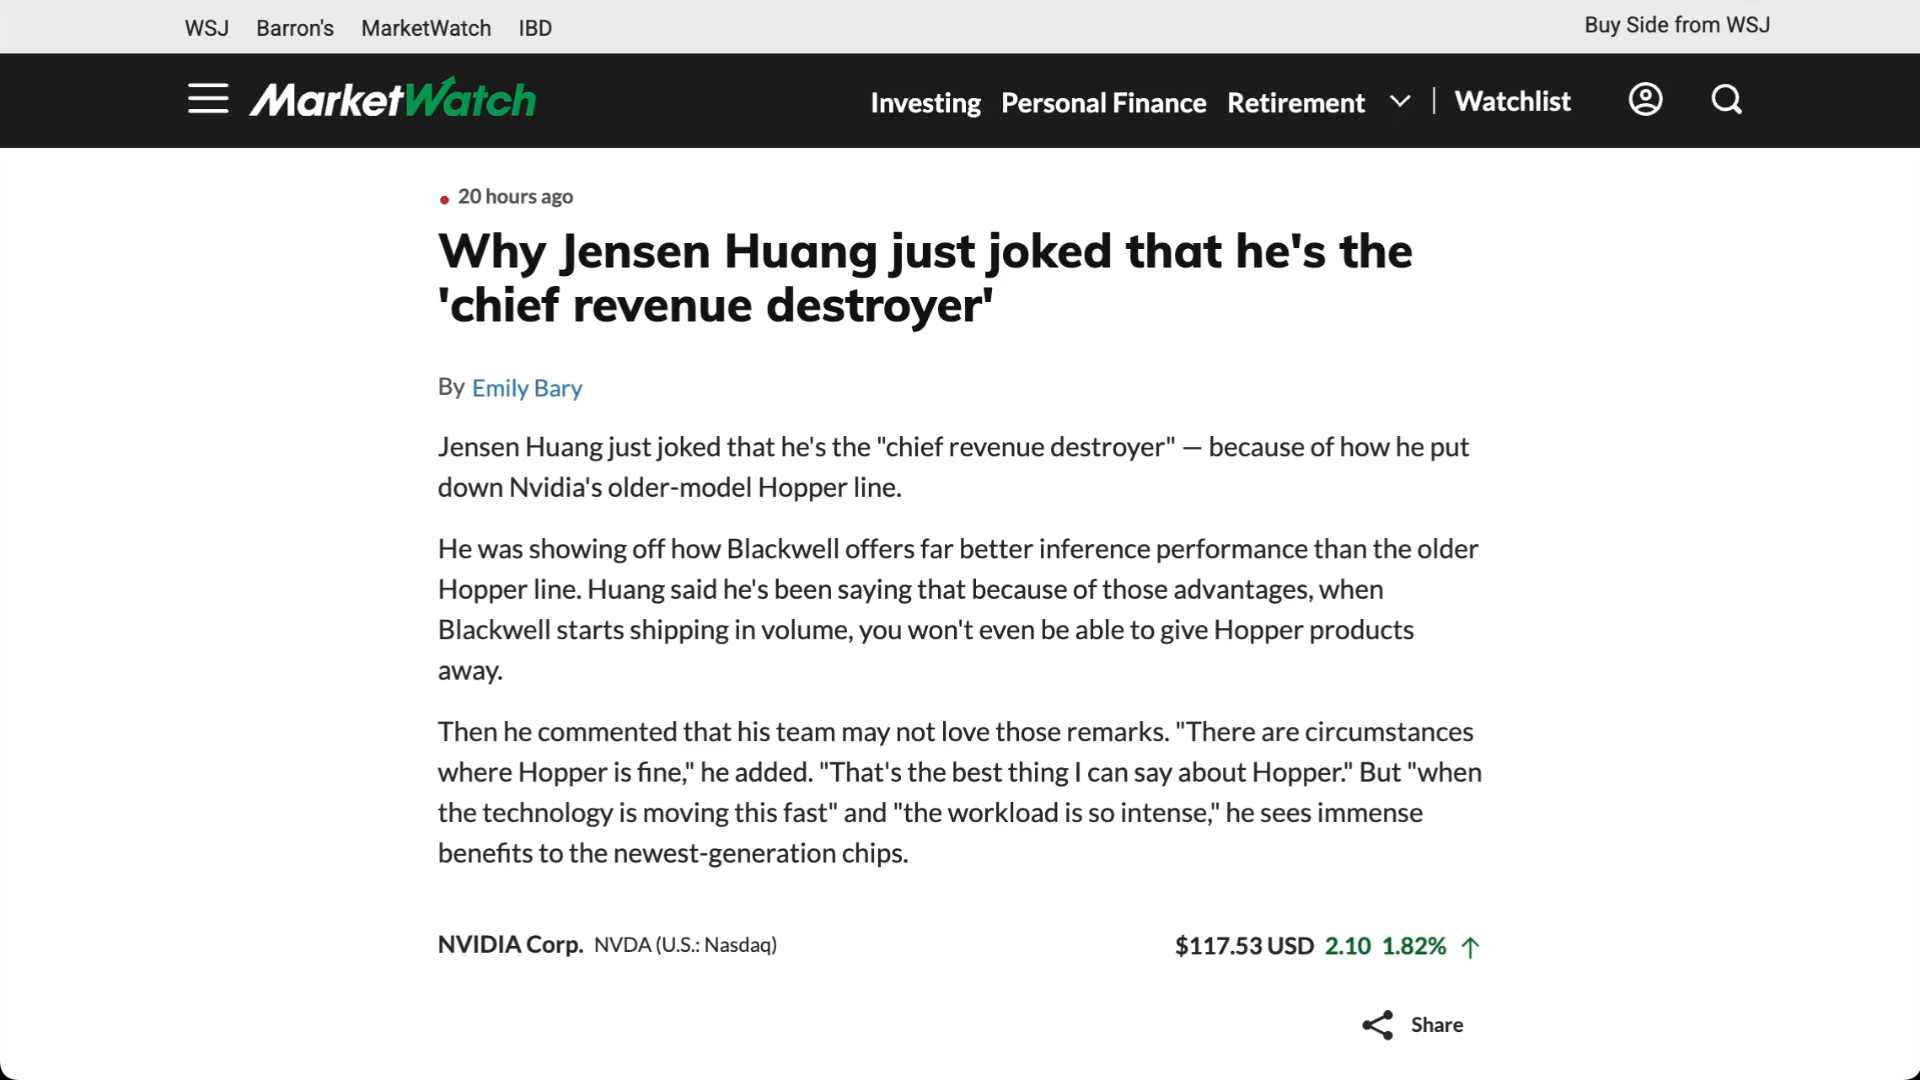 WSJ Barron's MarketWatch IBD Buy Side from WSJ
MarketWatch Investing Personal Finance Retirement Watchlist
20 hours ago
Why Jensen Huang just joked that he's the
'chief revenue destroyer'
By Emily Bary
Jensen Huang just joked that he's the "chief revenue destroyer" — because of how he put
down Nvidia's older-model Hopper line.
He was showing off how Blackwell offers far better inference performance than the older
Hopper line. Huang said he's been saying that because of those advantages, when
Blackwell starts shipping in volume, you won't even be able to give Hopper products
away.
Then he commented that his team may not love those remarks. "There are circumstances
where Hopper is fine," he added. "That's the best thing I can say about Hopper." But "when
the technology is moving this fast" and "the workload is so intense," he sees immense
benefits to the newest-generation chips.
NVIDIA Corp. NVDA (U.S.: Nasdaq) $117.53 USD 2.10 1.82% ↑
Share